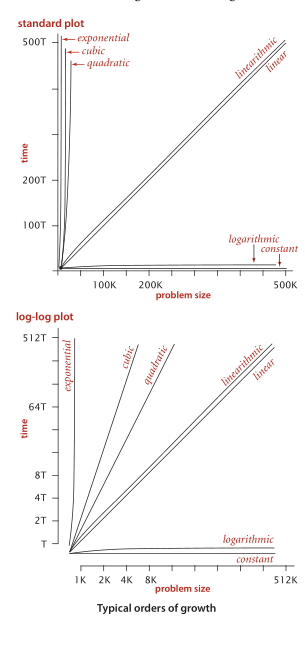 standard plot
500T
exponential
cubic
quadratic
linearithmic
linear
time
200T
100T
logarithmic
constant
100K 200K 500K
problem size
log-log plot
512T
exponential
cubic
quadratic
linearithmic
linear
64T
time
8T
4T
2T
T
logarithmic
constant
1K 2K 4K 8K 512K
problem size
Typical orders of growth